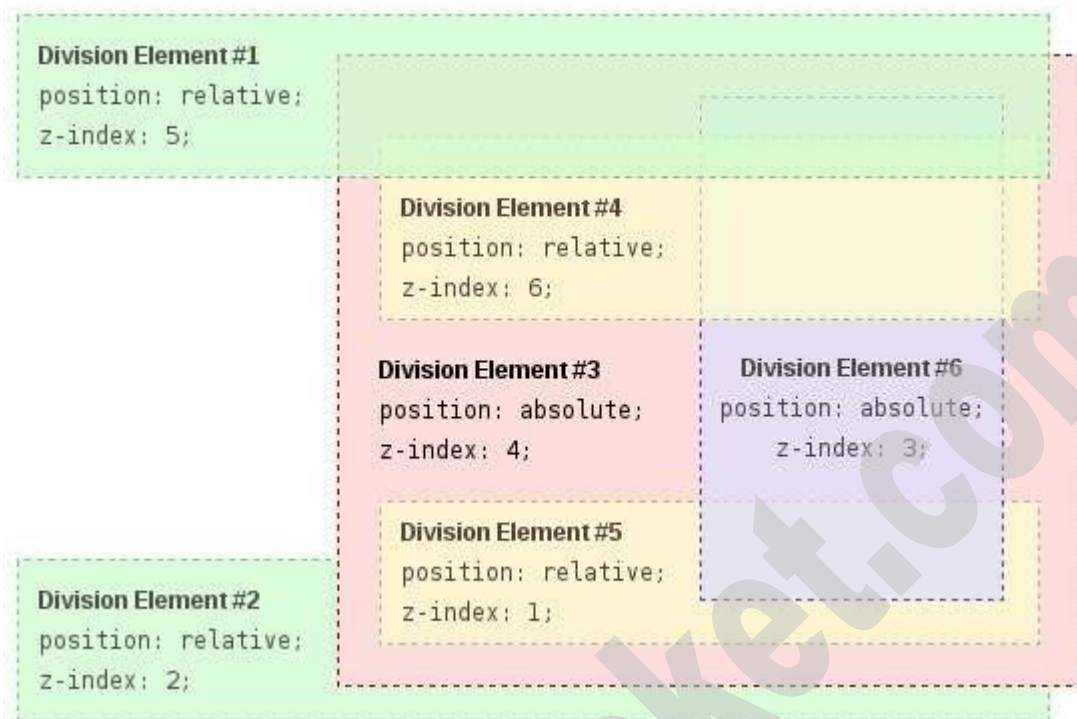 Division Element #1
position: relative;
z-index: 5;
Division Element #4
position: relative;
z-index: 6;
Division Element #3
position: absolute;
z-index: 4;
Division Element #6
position: absolute;
z-index: 3;
Division Element #5
position: relative;
z-index: 1;
Division Element #2
position: relative;
z-index: 2;
ket.com